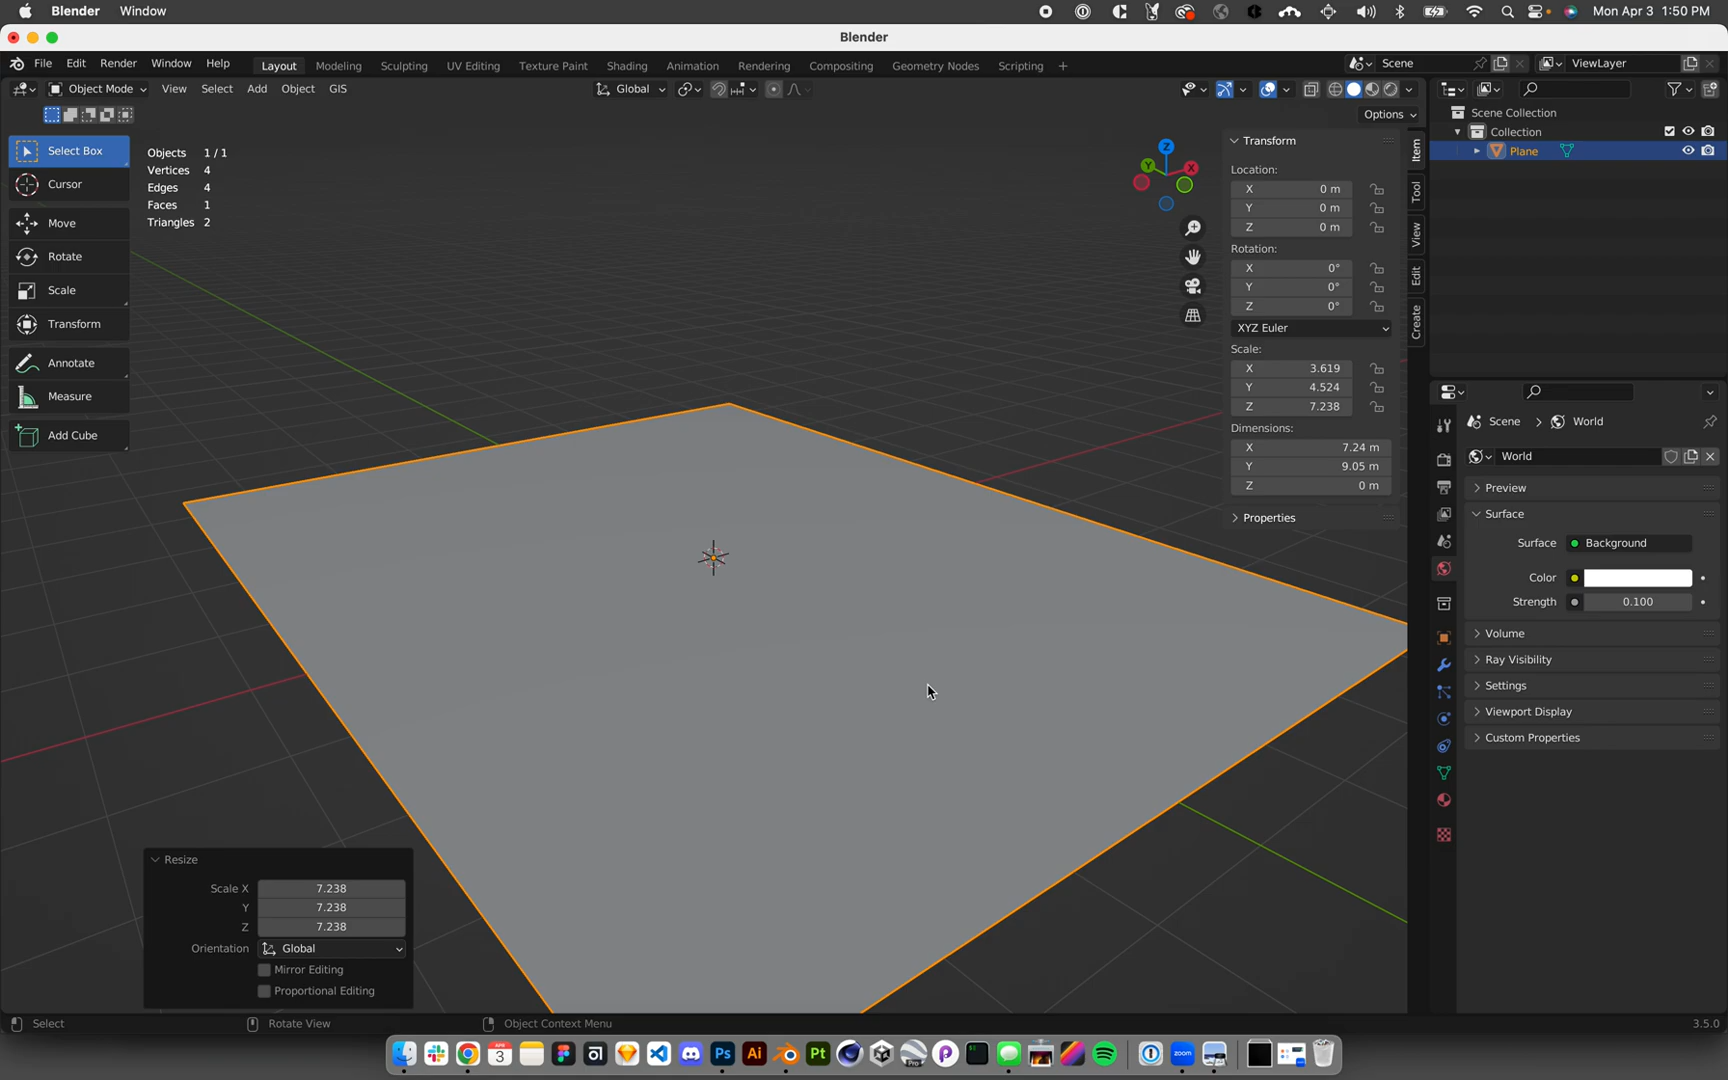 Blender Window Mon Apr 3 1:50 PM
Blender
File Edit Render Window Help Layout Modeling Sculpting UV Editing Texture Paint Shading Animation Rendering Compositing Geometry Nodes Scripting + Scene ViewLayer
Object Mode View Select Add Object GIS Global
Options
Select Box
Cursor
Move
Rotate
Scale
Transform
Annotate
Measure
Add Cube
Objects 1 / 1
Vertices 4
Edges 4
Faces 1
Triangles 2
Z
Y X
Transform
Location:
X 0 m
Y 0 m
Z 0 m
Rotation:
X 0°
Y 0°
Z 0°
XYZ Euler
Scale:
X 3.619
Y 4.524
Z 7.238
Dimensions:
X 7.24 m
Y 9.05 m
Z 0 m
Properties
Item
Tool
View
Edit
Create
Scene Collection
Collection
Plane
Scene > World
World
Preview
Surface
Surface Background
Color
Strength 0.100
Volume
Ray Visibility
Settings
Viewport Display
Custom Properties
Resize
Scale X 7.238
Y 7.238
Z 7.238
Orientation Global
Mirror Editing
Proportional Editing
Select Rotate View Object Context Menu 3.5.0
APR
3
Ps Ai Pt Pro zoom